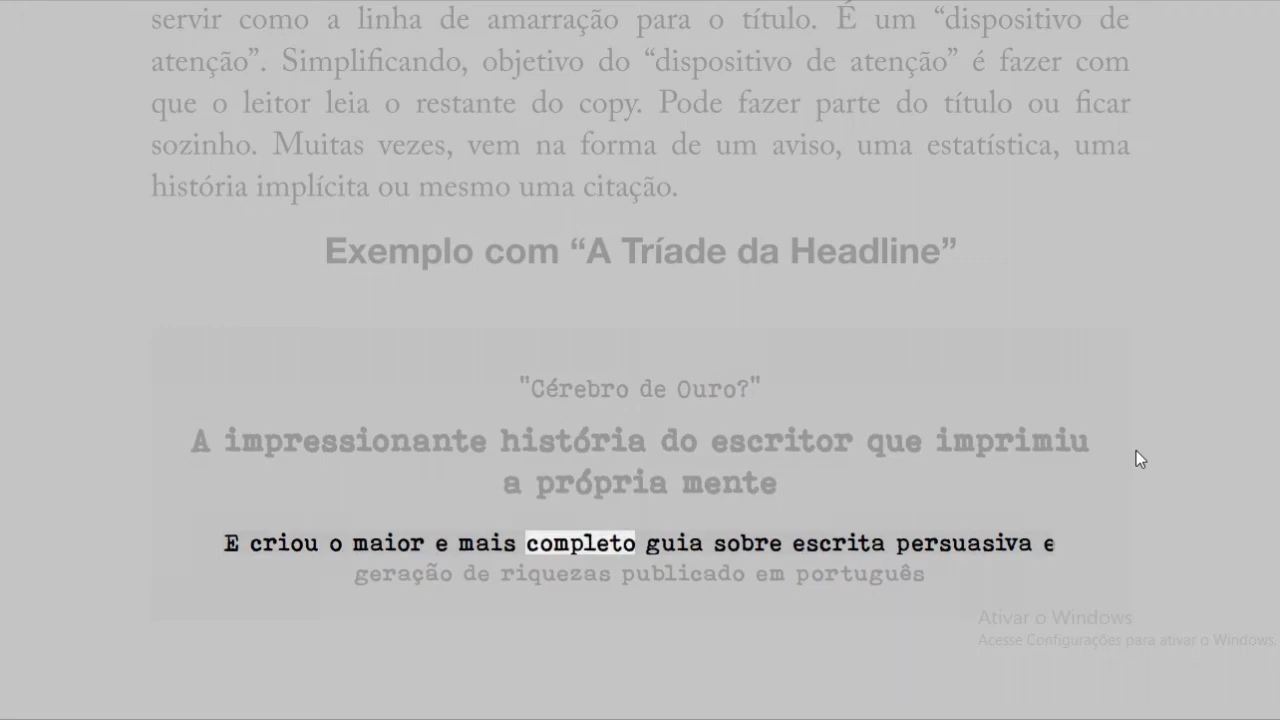 servir como a linha de amarração para o título. É um “dispositivo de
atenção”. Simplificando, objetivo do “dispositivo de atenção” é fazer com
que o leitor leia o restante do copy. Pode fazer parte do título ou ficar
sozinho. Muitas vezes, vem na forma de um aviso, uma estatística, uma
história implícita ou mesmo uma citação.
Exemplo com “A Tríade da Headline”
"Cérebro de Ouro?"
A impressionante história do escritor que imprimiu
a própria mente
E criou o maior e mais completo guia sobre escrita persuasiva e
geração de riquezas publicado em português
Ativar o Windows
Acesse Configurações para ativar o Windows.